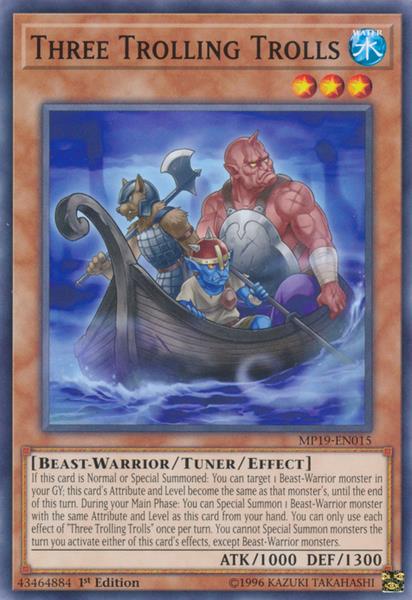 THREE TROLLING TROLLS
WATER
水
MP19-EN015
[BEAST-WARRIOR/TUNER/EFFECT]
If this card is Normal or Special Summoned: You can target 1 Beast-Warrior monster in
your GY; this card's Attribute and Level become the same as that monster's, until the end
of this turn. During your Main Phase: You can Special Summon 1 Beast-Warrior monster
with the same Attribute and Level as this card from your hand. You can only use each
effect of "Three Trolling Trolls" once per turn. You cannot Special Summon monsters the
turn you activate either of this card's effects, except Beast-Warrior monsters.
ATK/1000 DEF/1300
43464884 1st Edition ©1996 KAZUKI TAKAHASHI